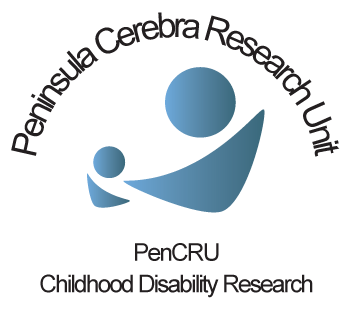 Peninsula Cerebra Research Unit
PenCRU
Childhood Disability Research